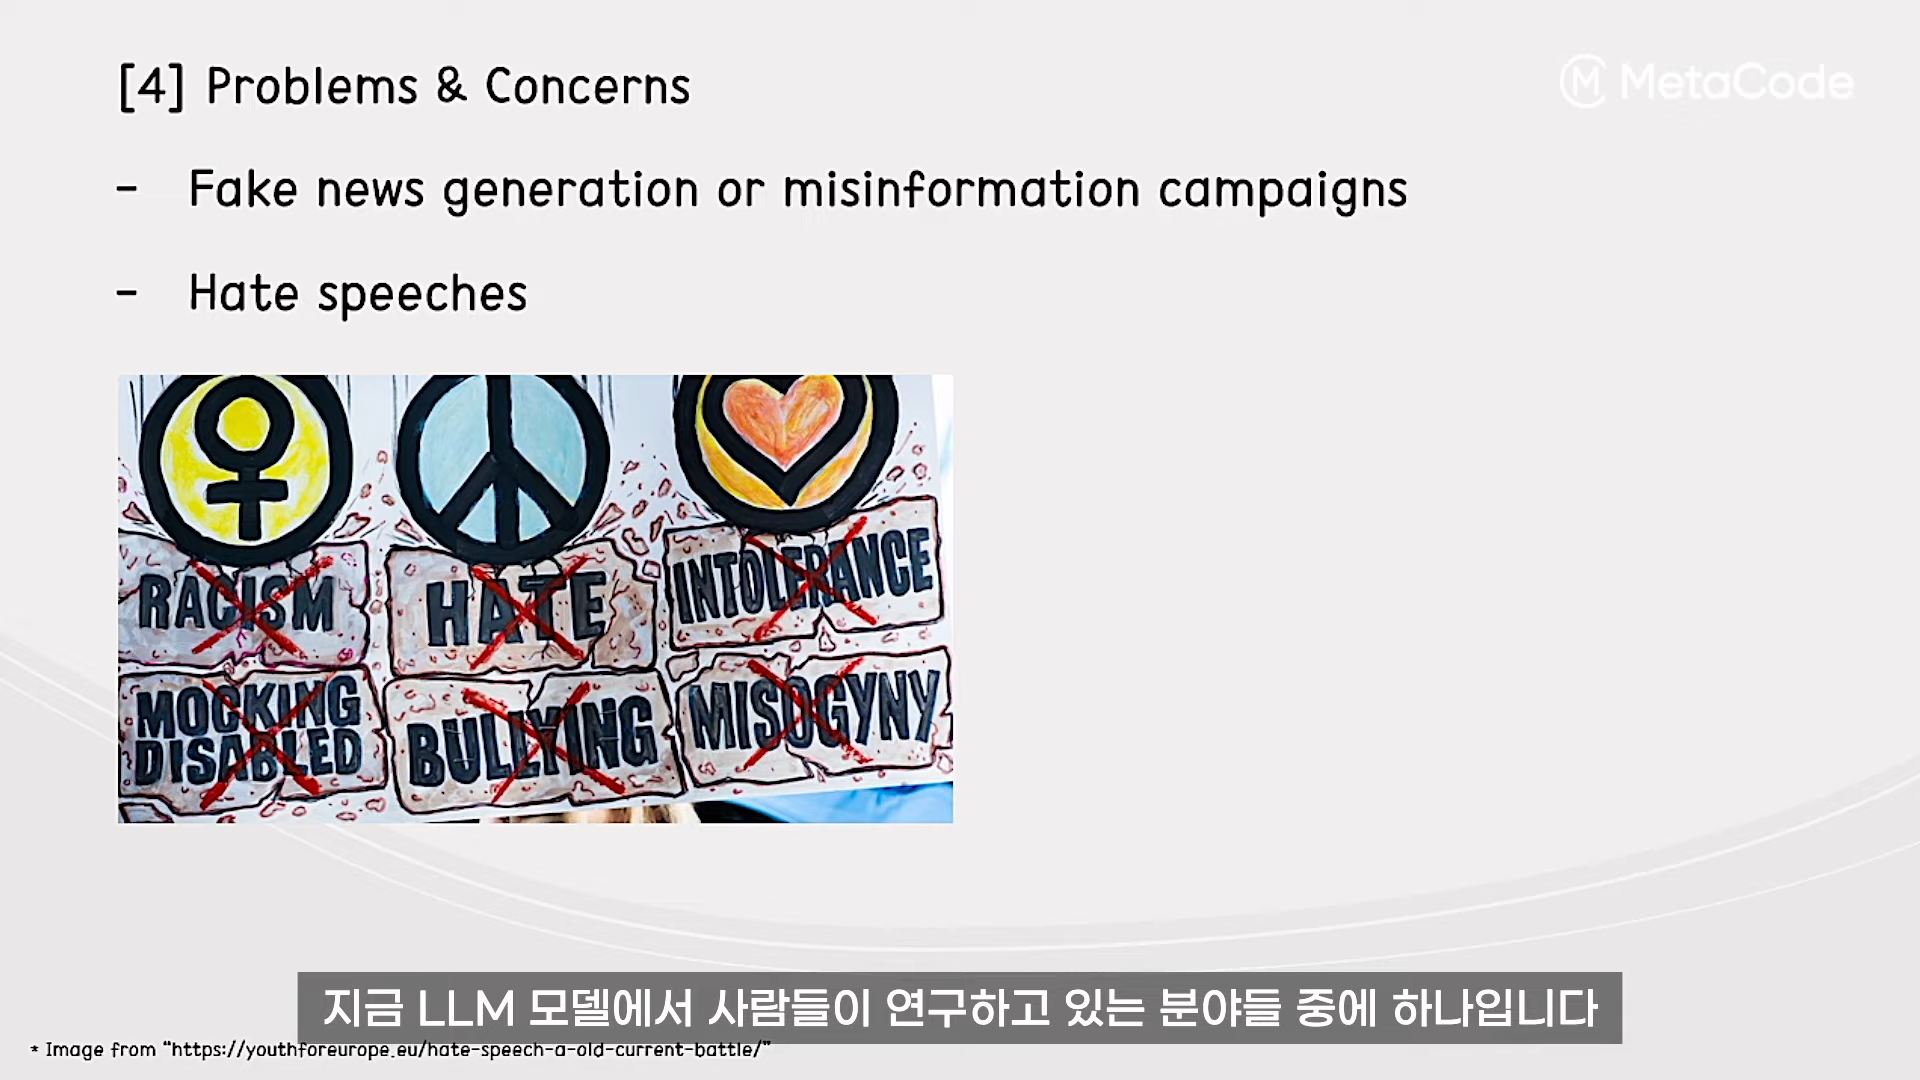 [4] Problems & Concerns
MetaCode
- Fake news generation or misinformation campaigns
- Hate speeches
RACISM
HATE
INTOLERANCE
MOCKING
DISABLED
BULLYING
MISOGYNY
지금 LLM 모델에서 사람들이 연구하고 있는 분야들 중에 하나입니다
* Image from “https://youthforeurope.eu/hate-speech-a-old-current-battle/”